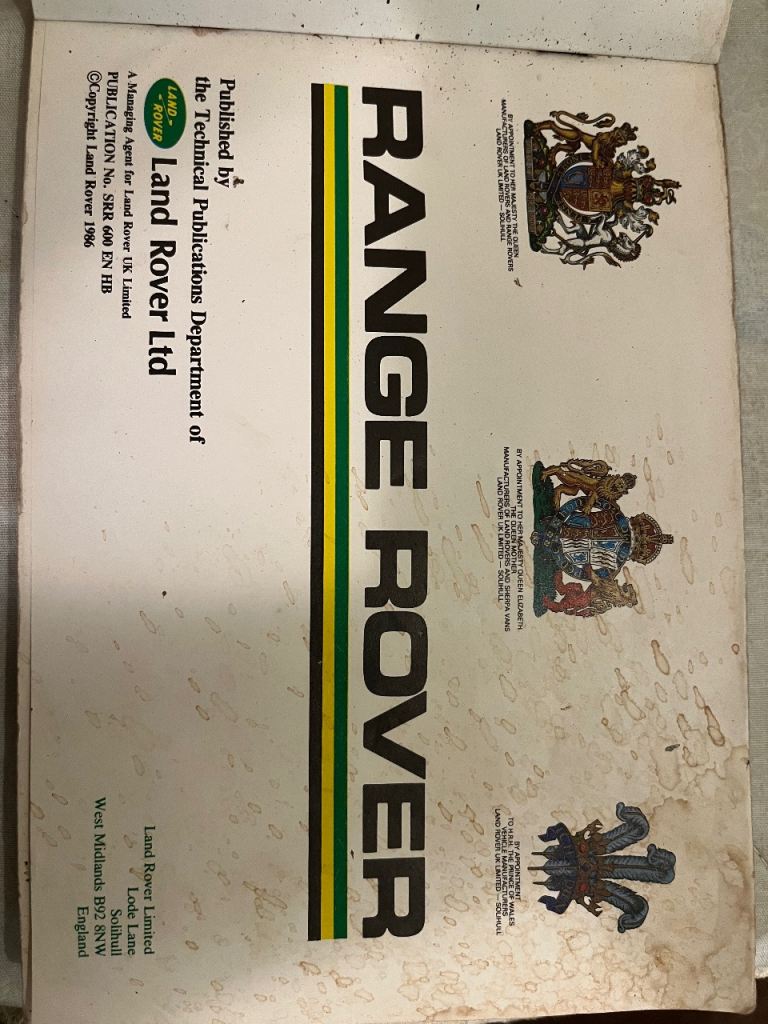 BY APPOINTMENT TO HER MAJESTY THE QUEEN
MANUFACTURERS OF LAND ROVERS AND RANGE ROVERS
LAND ROVER UK LIMITED — SOLIHULL
BY APPOINTMENT TO HER MAJESTY QUEEN ELIZABETH
THE QUEEN MOTHER
MANUFACTURERS OF LAND ROVERS AND SHERPA VANS
LAND ROVER UK LIMITED — SOLIHULL
BY APPOINTMENT
TO H.R.H. THE PRINCE OF WALES
VEHICLE MANUFACTURERS
LAND ROVER UK LIMITED — SOLIHULL
RANGE ROVER
Published by
the Technical Publications Department of
LAND-
-ROVER
Land Rover Ltd
A Managing Agent for Land Rover UK Limited
PUBLICATION No. SRR 600 EN HB
©Copyright Land Rover 1986
Land Rover Limited
Lode Lane
Solihull
West Midlands B92 8NW
England